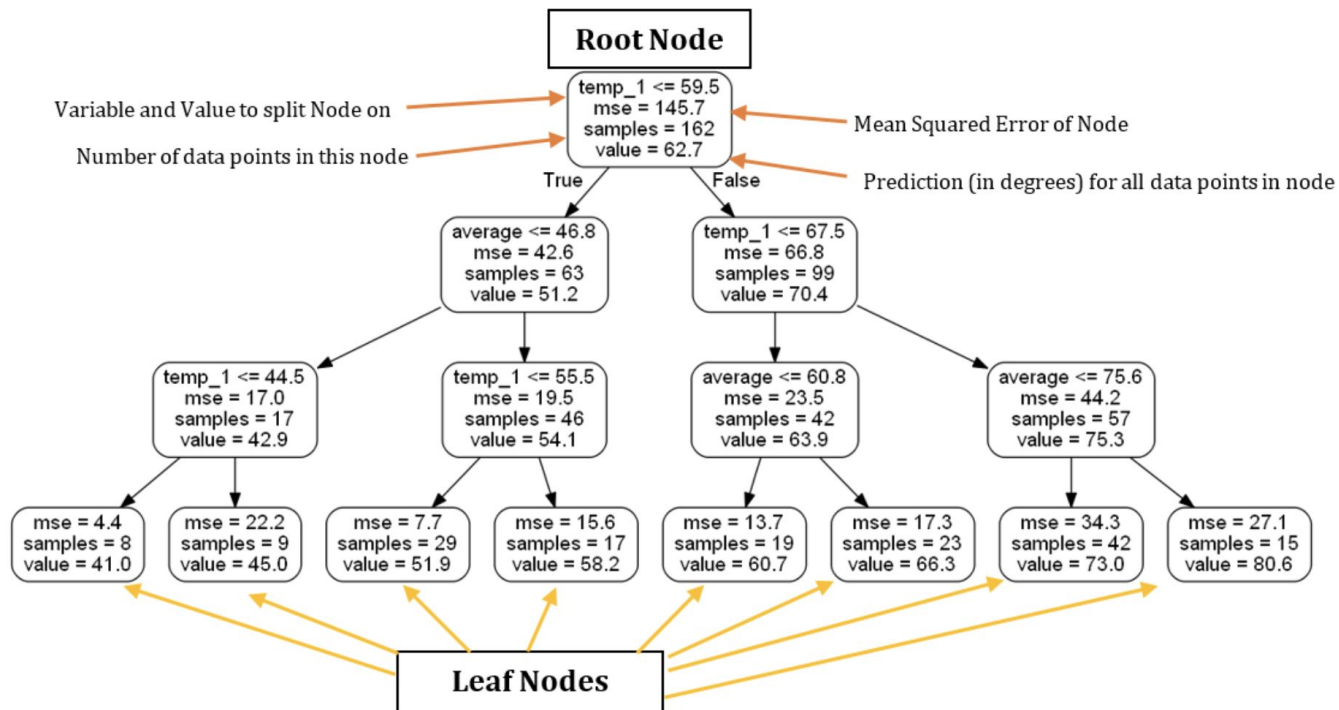 Root Node
temp_1 <= 59.5
mse = 145.7
samples = 162
value = 62.7
Variable and Value to split Node on
Number of data points in this node
Mean Squared Error of Node
Prediction (in degrees) for all data points in node
True
False
average <= 46.8
mse = 42.6
samples = 63
value = 51.2
temp_1 <= 67.5
mse = 66.8
samples = 99
value = 70.4
temp_1 <= 44.5
mse = 17.0
samples = 17
value = 42.9
temp_1 <= 55.5
mse = 19.5
samples = 46
value = 54.1
average <= 60.8
mse = 23.5
samples = 42
value = 63.9
average <= 75.6
mse = 44.2
samples = 57
value = 75.3
mse = 4.4
samples = 8
value = 41.0
mse = 22.2
samples = 9
value = 45.0
mse = 7.7
samples = 29
value = 51.9
mse = 15.6
samples = 17
value = 58.2
mse = 13.7
samples = 19
value = 60.7
mse = 17.3
samples = 23
value = 66.3
mse = 34.3
samples = 42
value = 73.0
mse = 27.1
samples = 15
value = 80.6
Leaf Nodes